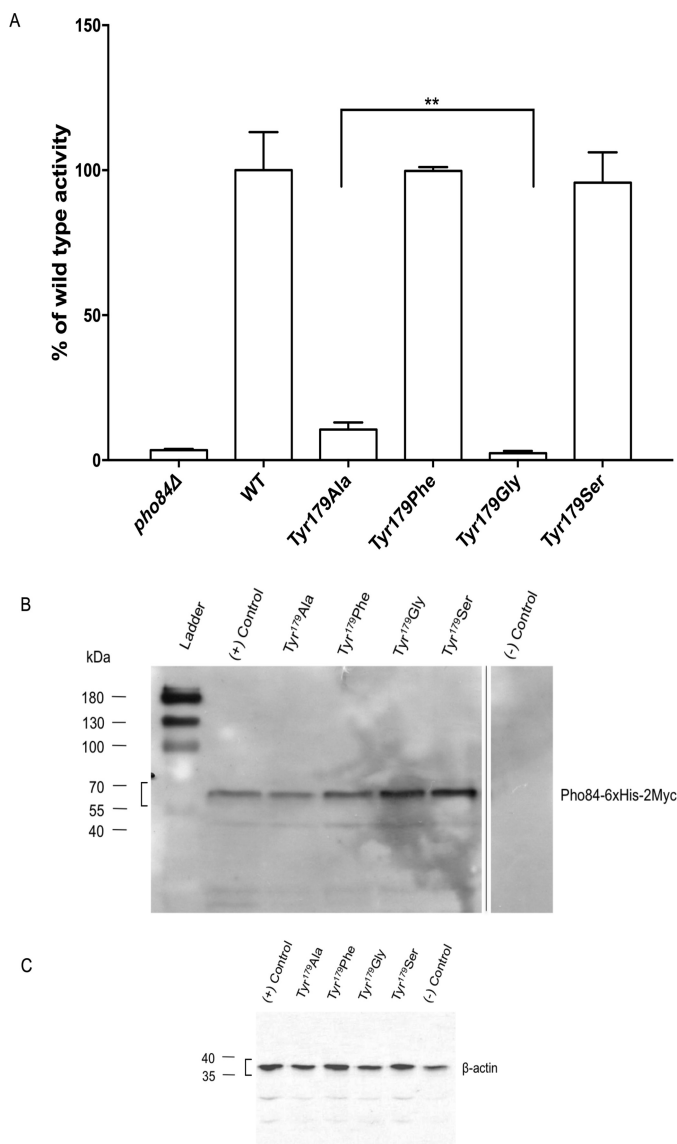 A
150
**
100
% of wild type activity
50
0
pho84Δ
WT
Tyr179Ala
Tyr179Phe
Tyr179Gly
Tyr179Ser
B
Ladder
(+) Control
Tyr¹⁷⁹Ala
Tyr¹⁷⁹Phe
Tyr¹⁷⁹Gly
Tyr¹⁷⁹Ser
(-) Control
kDa
180
130
100
70
55
40
Pho84-6xHis-2Myc
C
(+) Control
Tyr¹⁷⁹Ala
Tyr¹⁷⁹Phe
Tyr¹⁷⁹Gly
Tyr¹⁷⁹Ser
(-) Control
40
35
β-actin